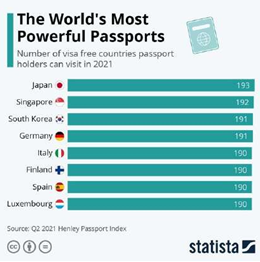 The World's Most
Powerful Passports
Number of visa free countries passport
holders can visit in 2021
Japan 193
Singapore 192
South Korea 191
Germany 191
Italy 190
Finland 190
Spain 190
Luxembourg 190
Source: Q2 2021 Henley Passport Index
statista